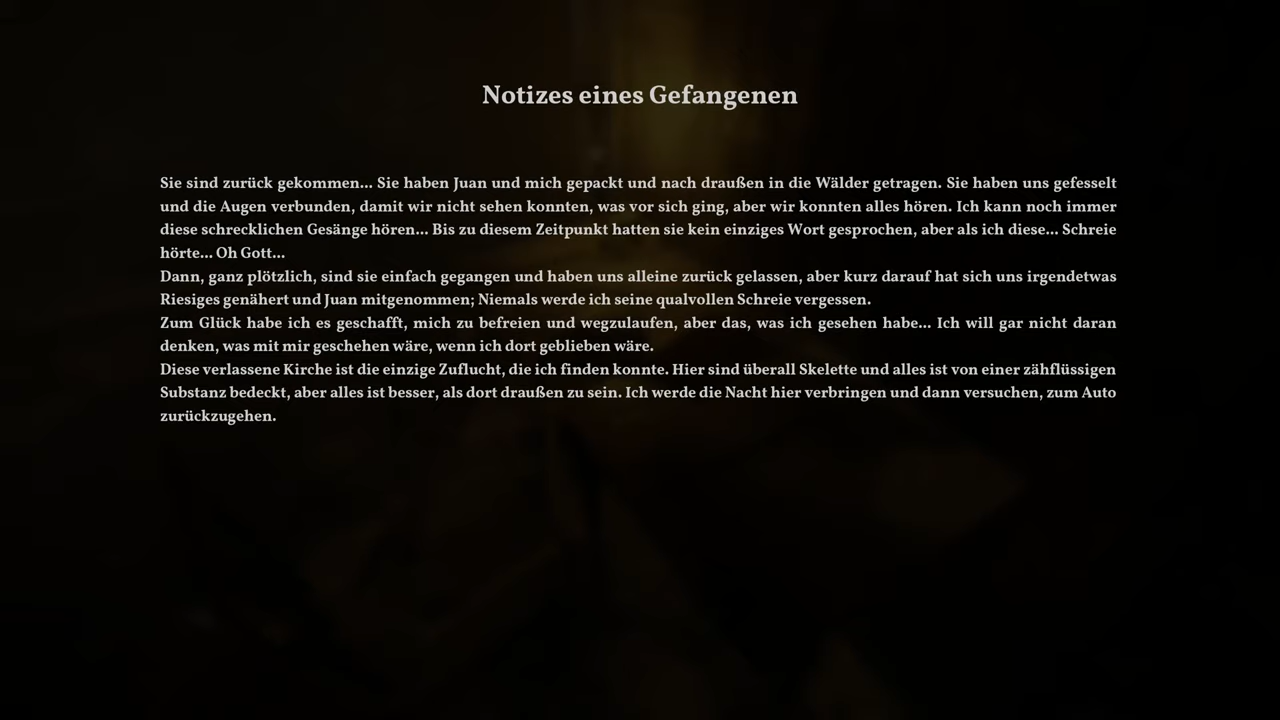 Notizes eines Gefangenen
Sie sind zurück gekommen... Sie haben Juan und mich gepackt und nach draußen in die Wälder getragen. Sie haben uns gefesselt
und die Augen verbunden, damit wir nicht sehen konnten, was vor sich ging, aber wir konnten alles hören. Ich kann noch immer
diese schrecklichen Gesänge hören... Bis zu diesem Zeitpunkt hatten sie kein einziges Wort gesprochen, aber als ich diese... Schreie
hörte... Oh Gott...
Dann, ganz plötzlich, sind sie einfach gegangen und haben uns alleine zurück gelassen, aber kurz darauf hat sich uns irgendetwas
Riesiges genähert und Juan mitgenommen; Niemals werde ich seine qualvollen Schreie vergessen.
Zum Glück habe ich es geschafft, mich zu befreien und wegzulaufen, aber das, was ich gesehen habe... Ich will gar nicht daran
denken, was mit mir geschehen wäre, wenn ich dort geblieben wäre.
Diese verlassene Kirche ist die einzige Zuflucht, die ich finden konnte. Hier sind überall Skelette und alles ist von einer zähflüssigen
Substanz bedeckt, aber alles ist besser, als dort draußen zu sein. Ich werde die Nacht hier verbringen und dann versuchen, zum Auto
zurückzugehen.